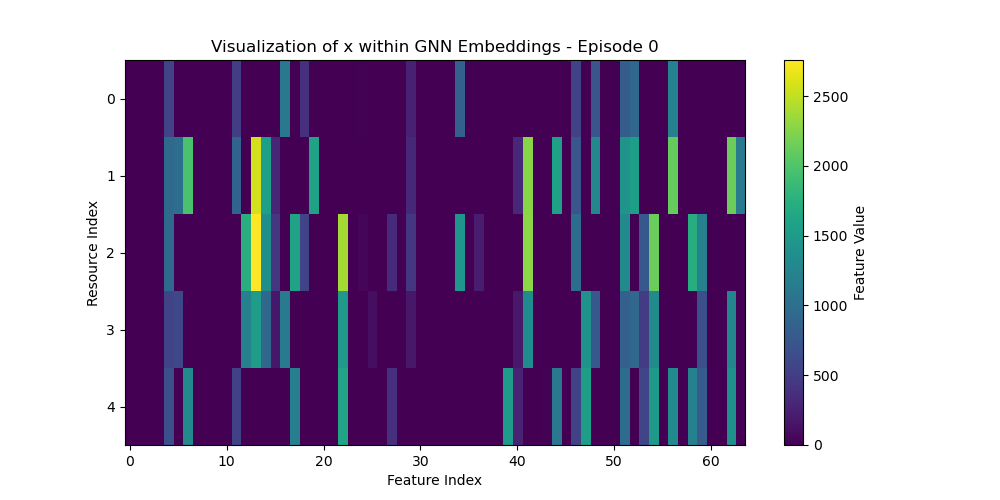 Visualization of x within GNN Embeddings - Episode 0
Resource Index
0
1
2
3
4
0 10 20 30 40 50 60
Feature Index
2500
2000
1500
1000
500
0
Feature Value